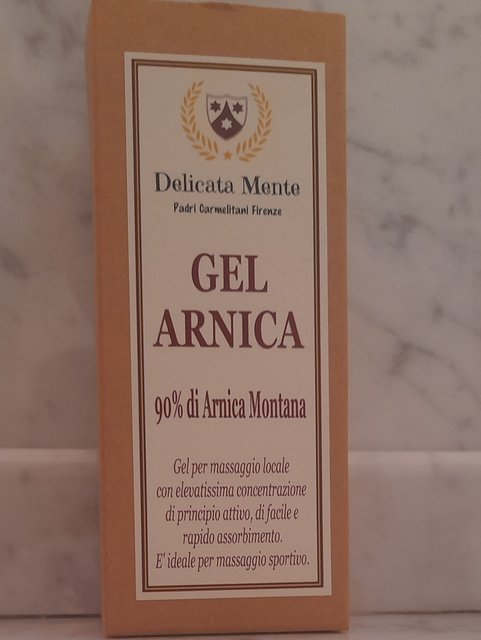 Delicata Mente
Padri Carmelitani Firenze
GEL
ARNICA
90% di Arnica Montana
Gel per massaggio locale
con elevatissima concentrazione
di principio attivo, di facile e
rapido assorbimento.
E' ideale per massaggio sportivo.